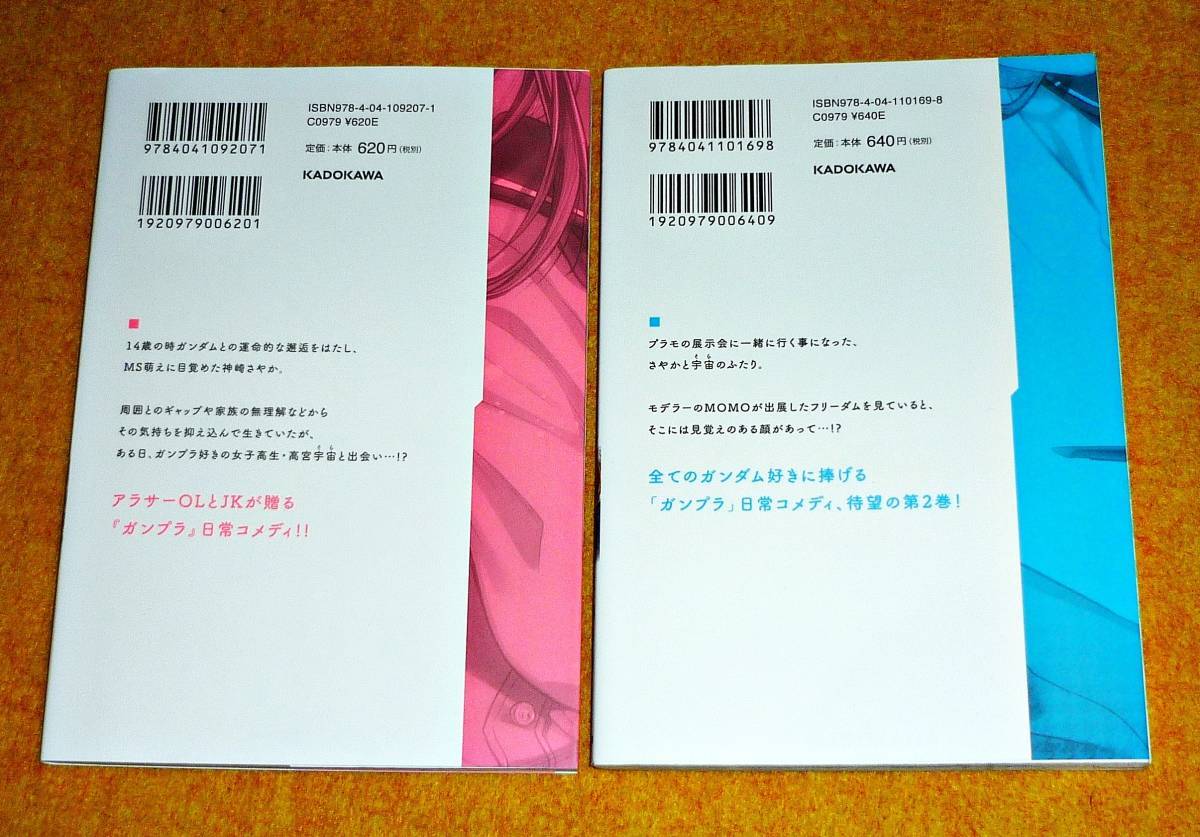 ISBN978-4-04-109207-1
C0979 ¥620E
9784041092071
定価：本体 620円（税別）
KADOKAWA
1920979006201
14歳の時ガンダムとの運命的な邂逅をはたし、
MS萌えに目覚めた神崎さやか。
周囲とのギャップや家族の無理解などから
その気持ちを抑え込んで生きていたが、
ある日、ガンプラ好きの女子高生・高宮宇宙と出会い…!?
そら
アラサーOLとJKが贈る
『ガンプラ』日常コメディ!!
ISBN978-4-04-110169-8
C0979 ¥640E
9784041101698
定価：本体 640円（税別）
KADOKAWA
1920979006409
プラモの展示会に一緒に行く事になった、
そら
さやかと宇宙のふたり。
モデラーのMOMOが出展したフリーダムを見ていると、
そこには見覚えのある顔があって…!?
全てのガンダム好きに捧げる
「ガンプラ」日常コメディ、待望の第2巻！